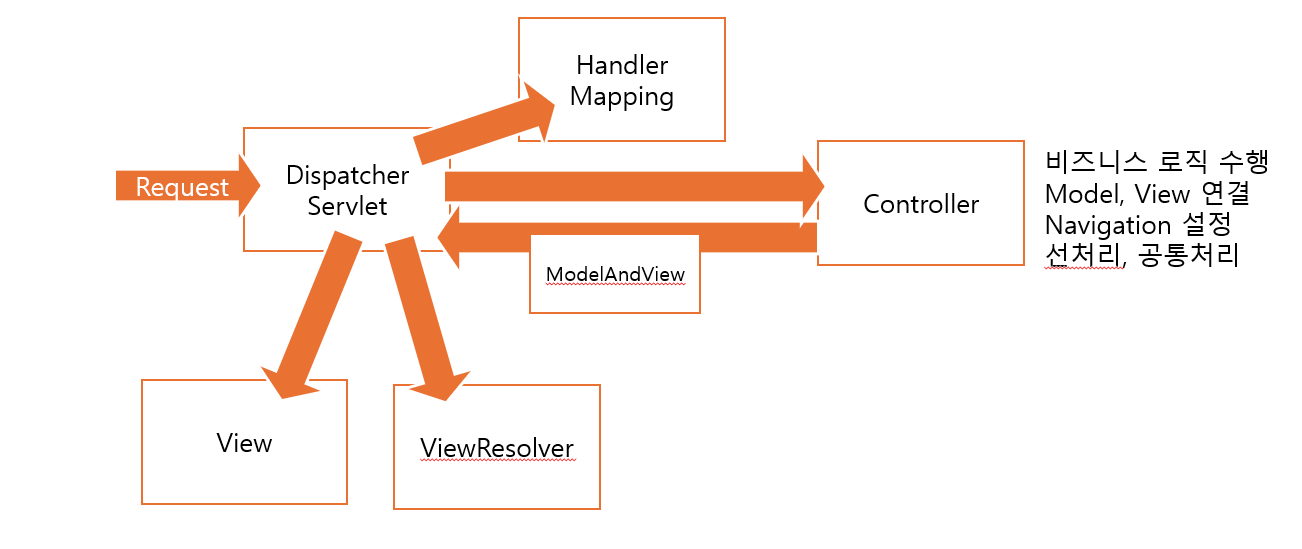 Handler
Mapping
Request
Dispatcher
Servlet
Controller
비즈니스 로직 수행
Model, View 연결
Navigation 설정
선처리, 공통처리
ModelAndView
View
ViewResolver